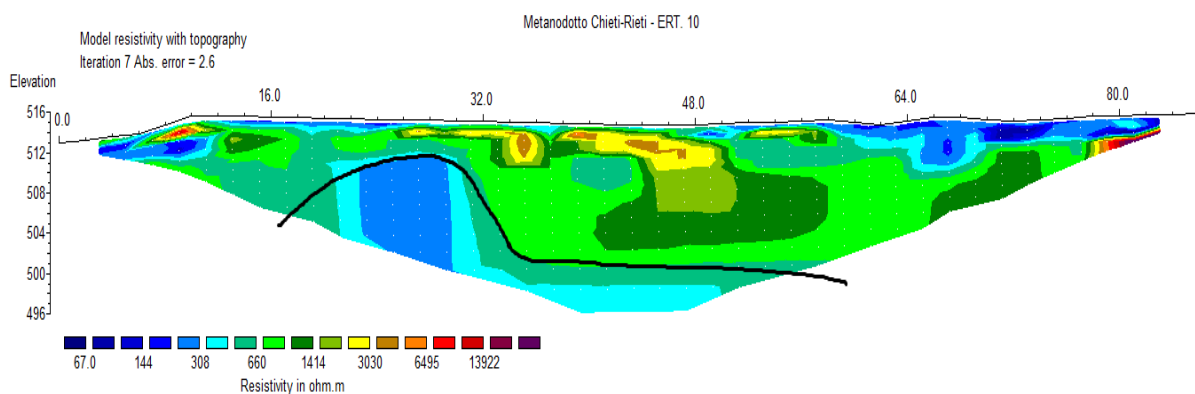 Metanodotto Chieti-Rieti - ERT. 10
Model resistivity with topography
Iteration 7 Abs. error = 2.6
Elevation
0.0 16.0 32.0 48.0 64.0 80.0
516
512
508
504
500
496
67.0 144 308 660 1414 3030 6495 13922
Resistivity in ohm.m